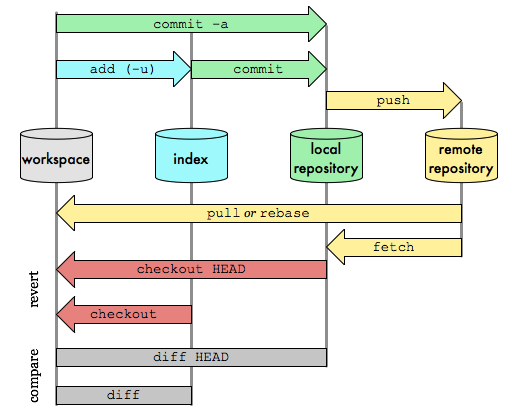 commit -a
add (-u)
commit
push
workspace
index
local
repository
remote
repository
pull or rebase
fetch
revert
checkout HEAD
checkout
compare
diff HEAD
diff